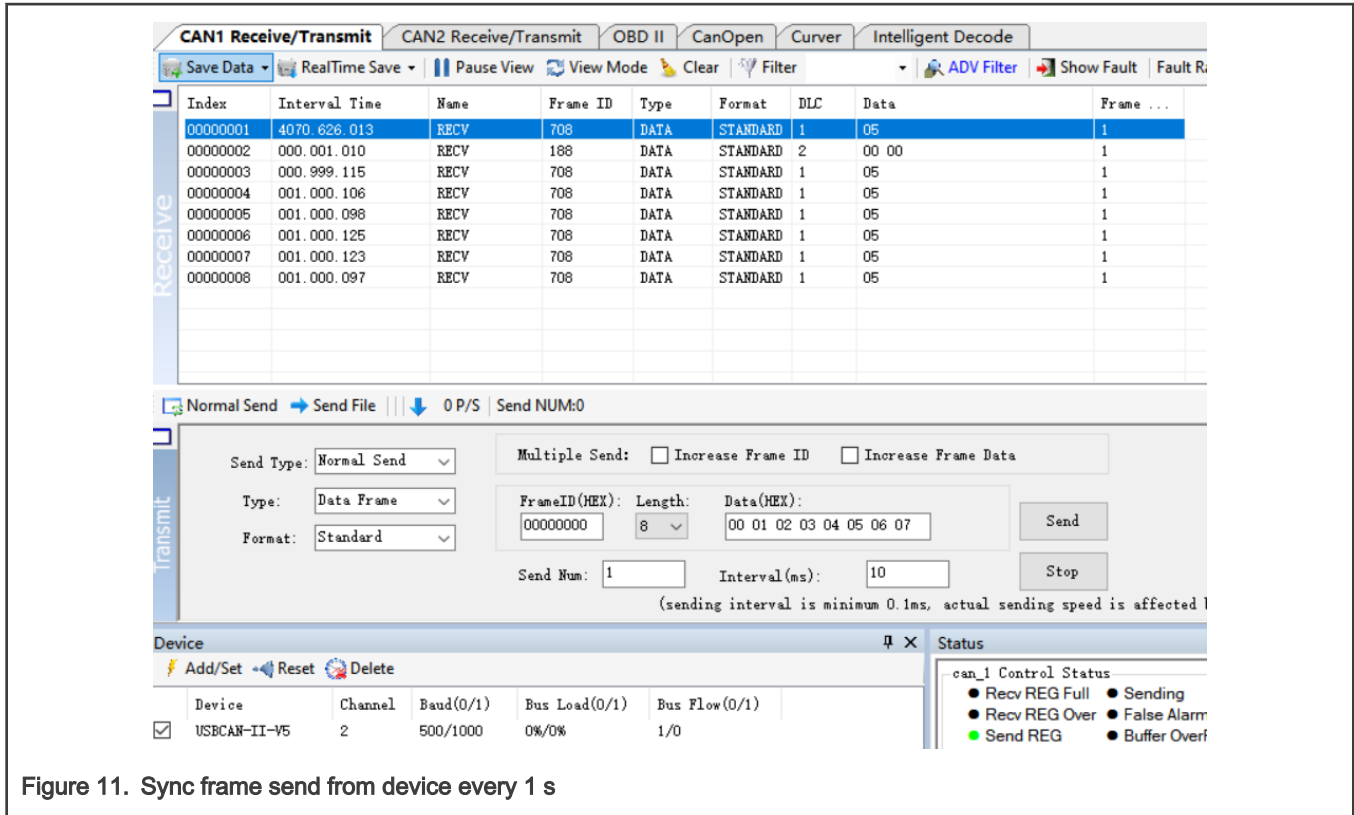 CAN1 Receive/Transmit CAN2 Receive/Transmit OBD II CanOpen Curver Intelligent Decode
Save Data RealTime Save Pause View View Mode Clear Filter ADV Filter Show Fault Fault R
Index Interval Time Name Frame ID Type Format DLC Data Frame ...
00000001 4070.626.013 RECV 708 DATA STANDARD 1 05 1
00000002 000.001.010 RECV 188 DATA STANDARD 2 00 00 1
00000003 000.999.115 RECV 708 DATA STANDARD 1 05 1
00000004 001.000.106 RECV 708 DATA STANDARD 1 05 1
00000005 001.000.098 RECV 708 DATA STANDARD 1 05 1
00000006 001.000.125 RECV 708 DATA STANDARD 1 05 1
00000007 001.000.123 RECV 708 DATA STANDARD 1 05 1
00000008 001.000.097 RECV 708 DATA STANDARD 1 05 1
Receive
Normal Send Send File 0 P/S Send NUM:0
Send Type: Normal Send Multiple Send: Increase Frame ID Increase Frame Data
Type: Data Frame FrameID(HEX): Length: Data(HEX):
00000000 8 00 01 02 03 04 05 06 07 Send
Format: Standard
Transmit
Send Num: 1 Interval(ms): 10 Stop
(sending interval is minimum 0.1ms, actual sending speed is affected
Device Status
Add/Set Reset Delete can_1 Control Status
Device Channel Baud(0/1) Bus Load(0/1) Bus Flow(0/1) Recv REG Full Sending
Recv REG Over False Alarm
USBCAN-II-V5 2 500/1000 0%/0% 1/0 Send REG Buffer Over
Figure 11. Sync frame send from device every 1 s